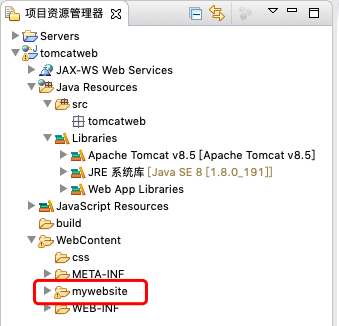 项目资源管理器
Servers
tomcatweb
JAX-WS Web Services
Java Resources
src
tomcatweb
Libraries
Apache Tomcat v8.5 [Apache Tomcat v8.5]
JRE 系统库 [Java SE 8 [1.8.0_191]]
Web App Libraries
JavaScript Resources
build
WebContent
css
META-INF
mywebsite
WEB-INF